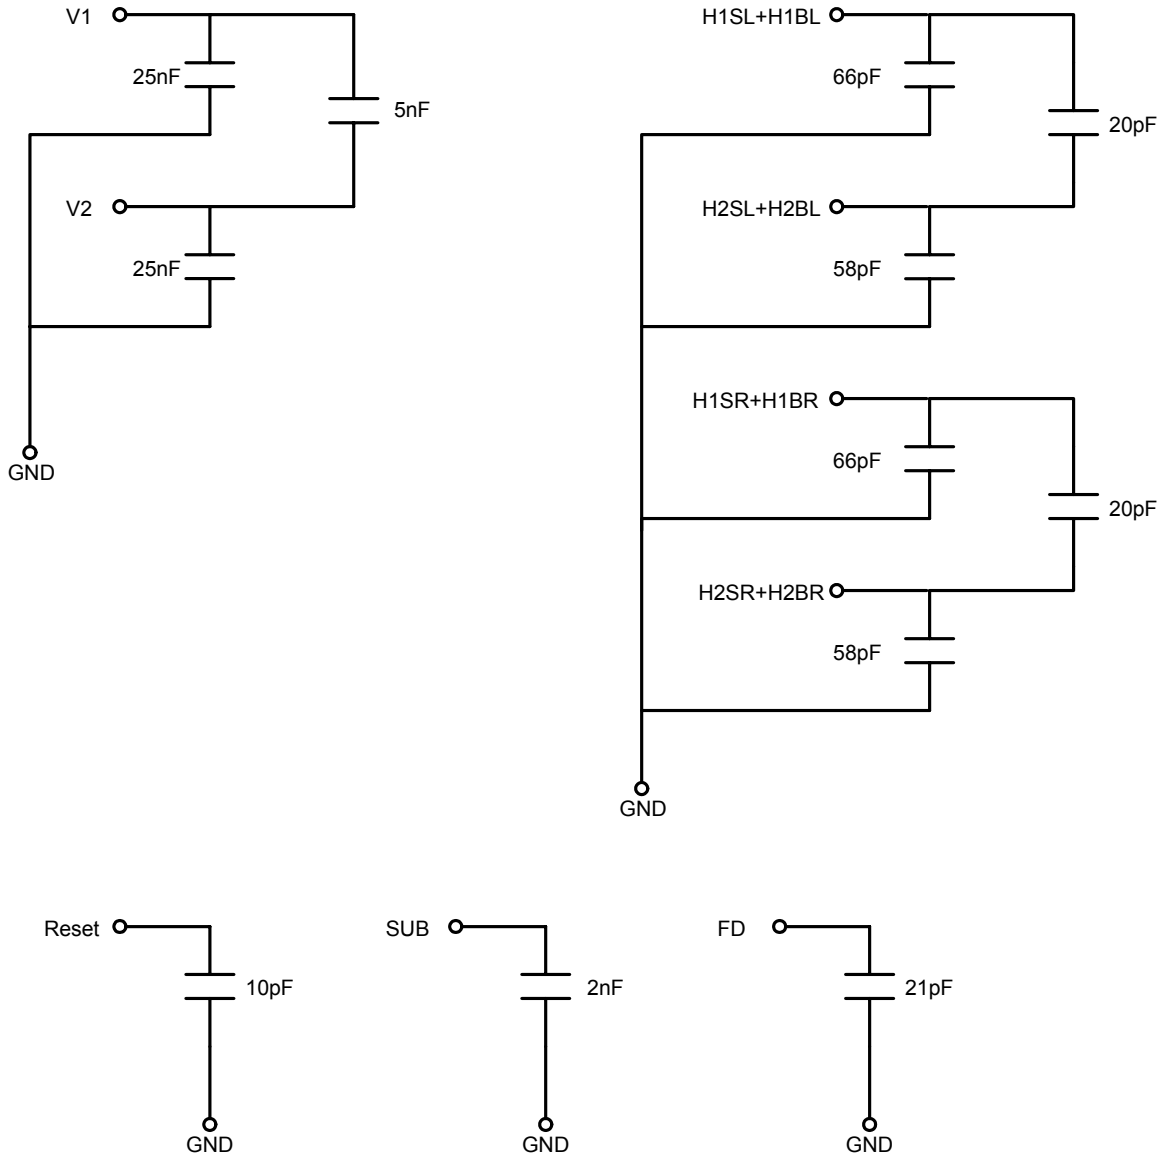 V1
25nF
5nF
V2
25nF
GND
H1SL+H1BL
66pF
20pF
H2SL+H2BL
58pF
H1SR+H1BR
66pF
20pF
H2SR+H2BR
58pF
GND
Reset
10pF
GND
SUB
2nF
GND
FD
21pF
GND